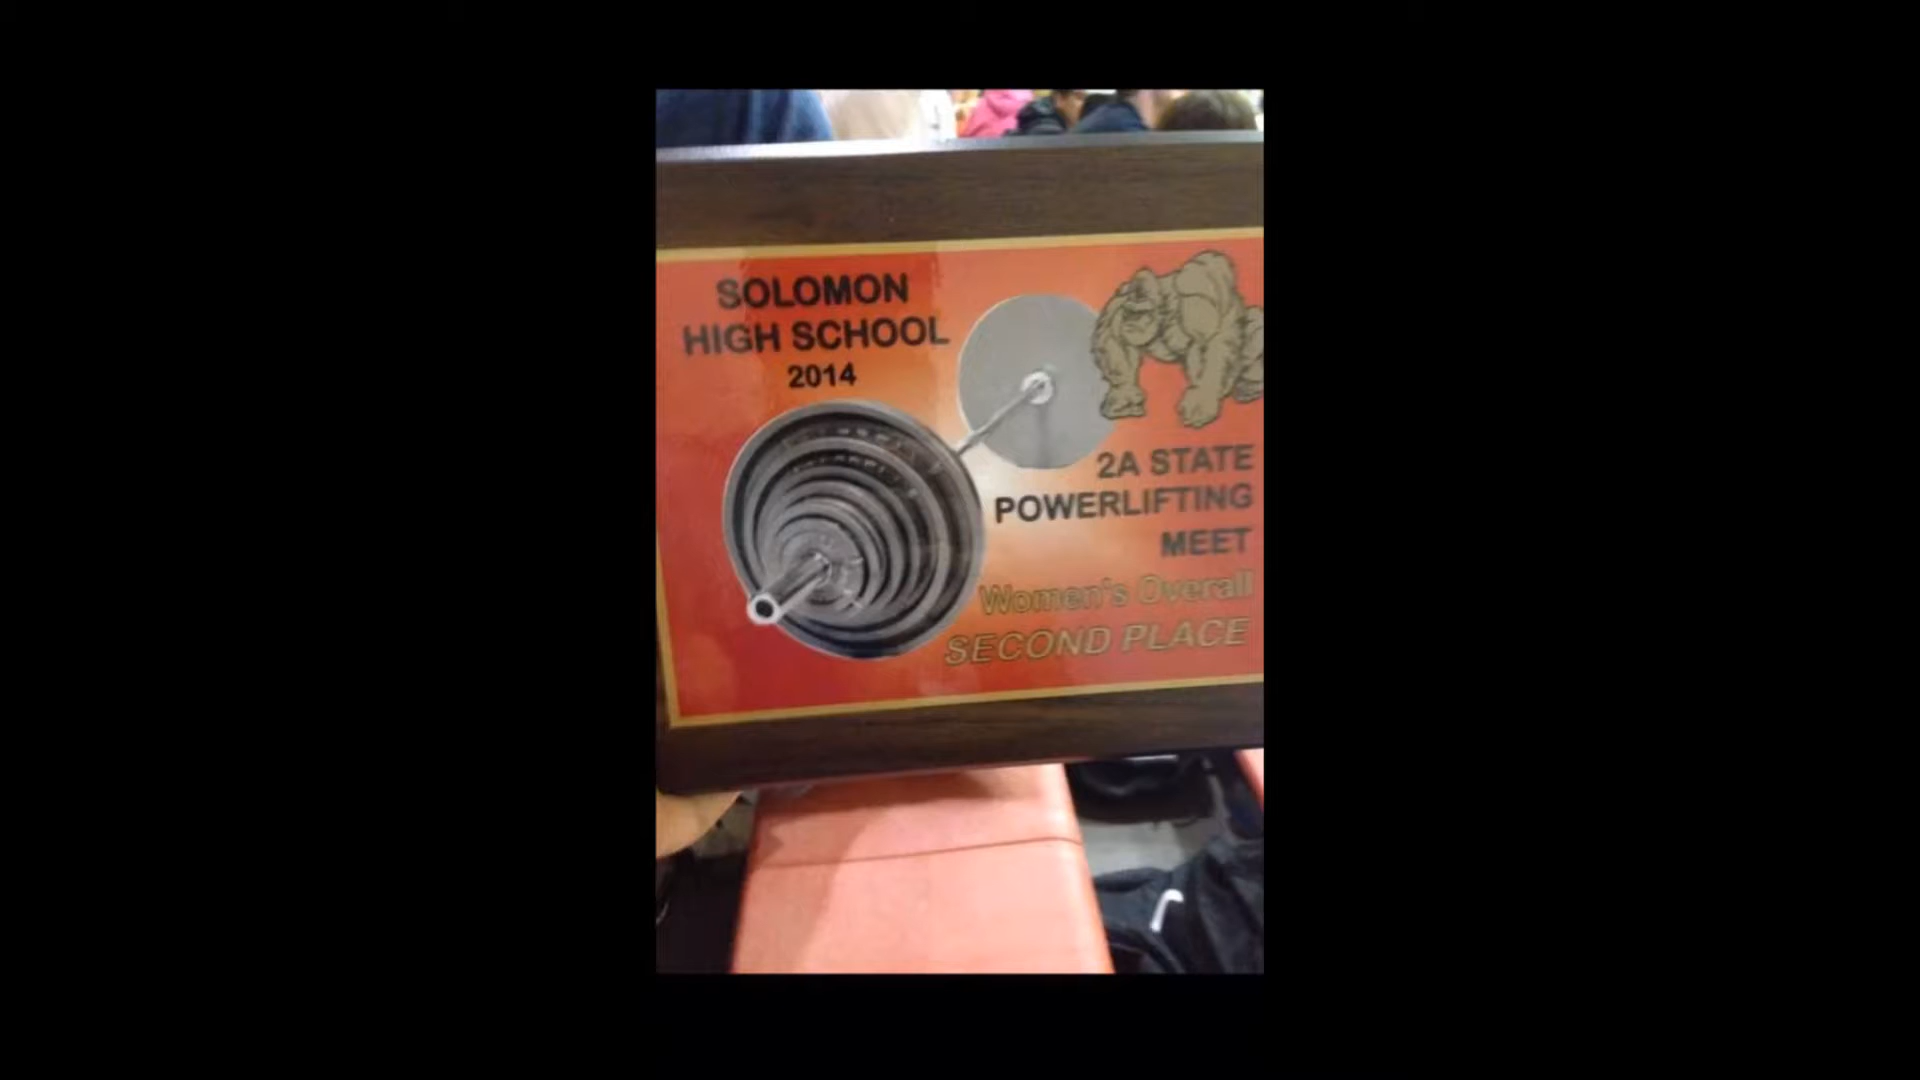 SOLOMON
HIGH SCHOOL
2014
2A STATE
POWERLIFTING
MEET
Women's Overall
SECOND PLACE